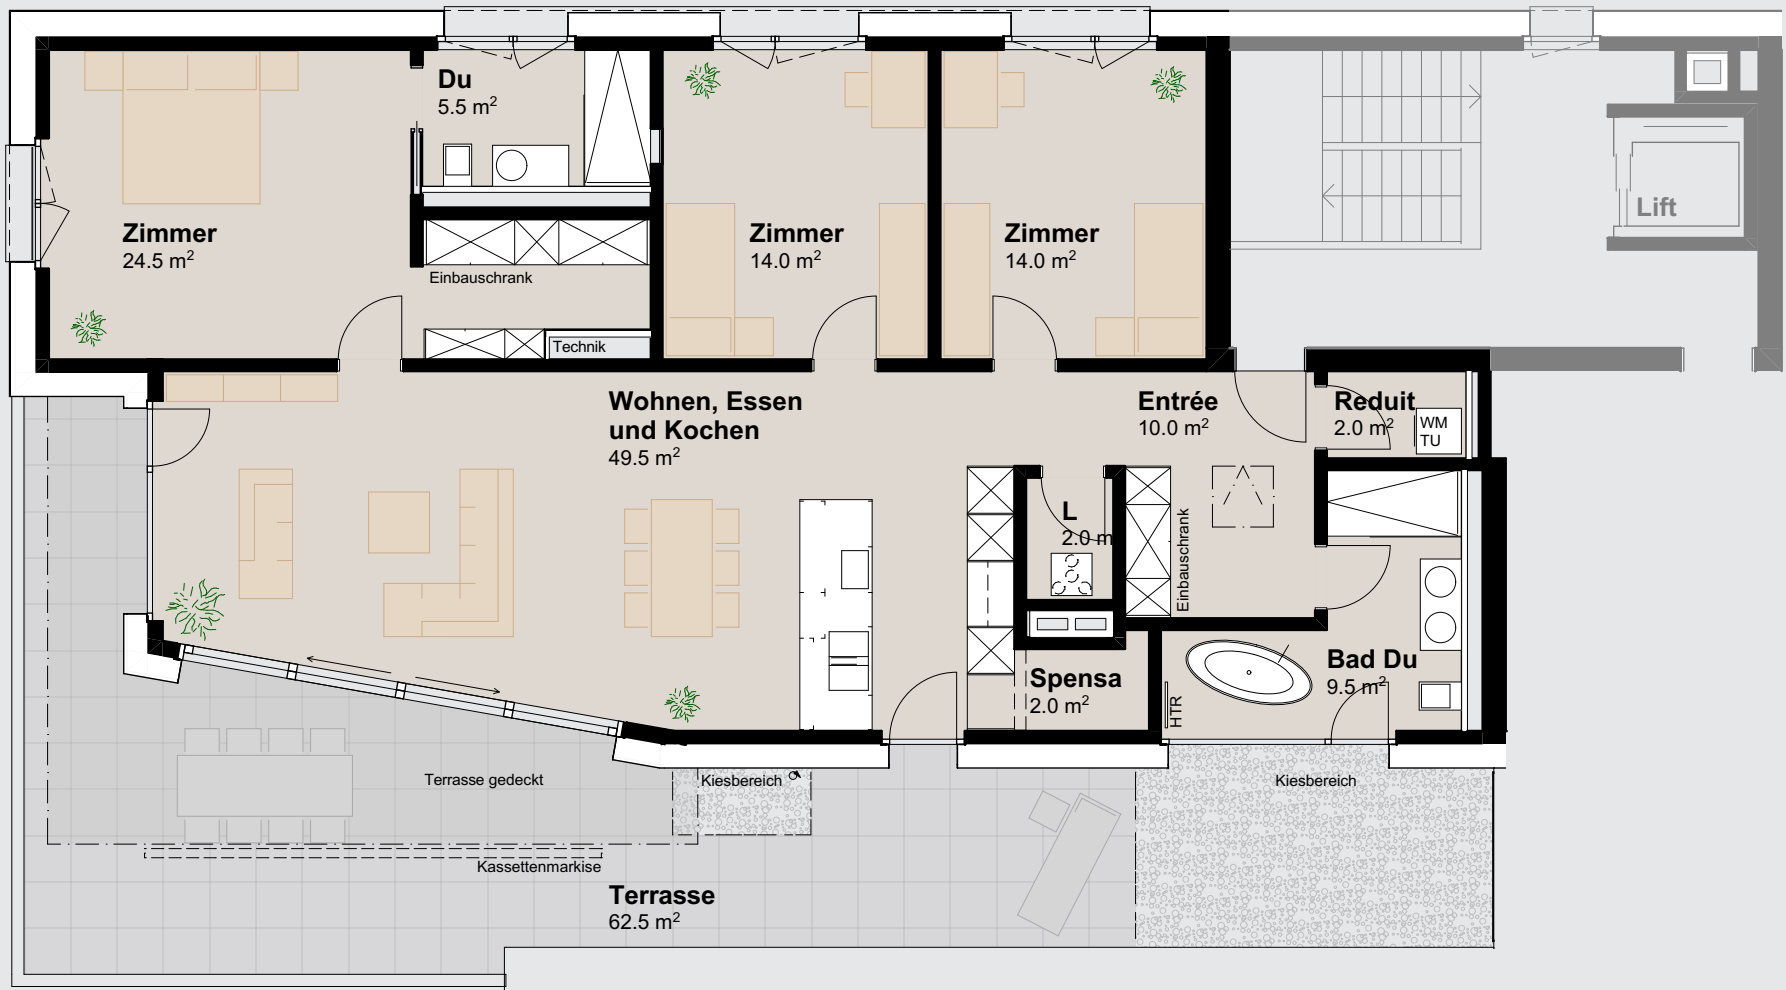 Du
5.5 m²
Zimmer
24.5 m²
Einbauschrank
Technik
Zimmer
14.0 m²
Zimmer
14.0 m²
Lift
Wohnen, Essen
und Kochen
49.5 m²
Entrée
10.0 m²
Reduit
2.0 m²
WM
TU
L
2.0 m
Einbauschrank
Spensa
2.0 m²
Bad Du
9.5 m²
HTR
Terrasse gedeckt
Kiesbereich
Kiesbereich
Kassettenmarkise
Terrasse
62.5 m²